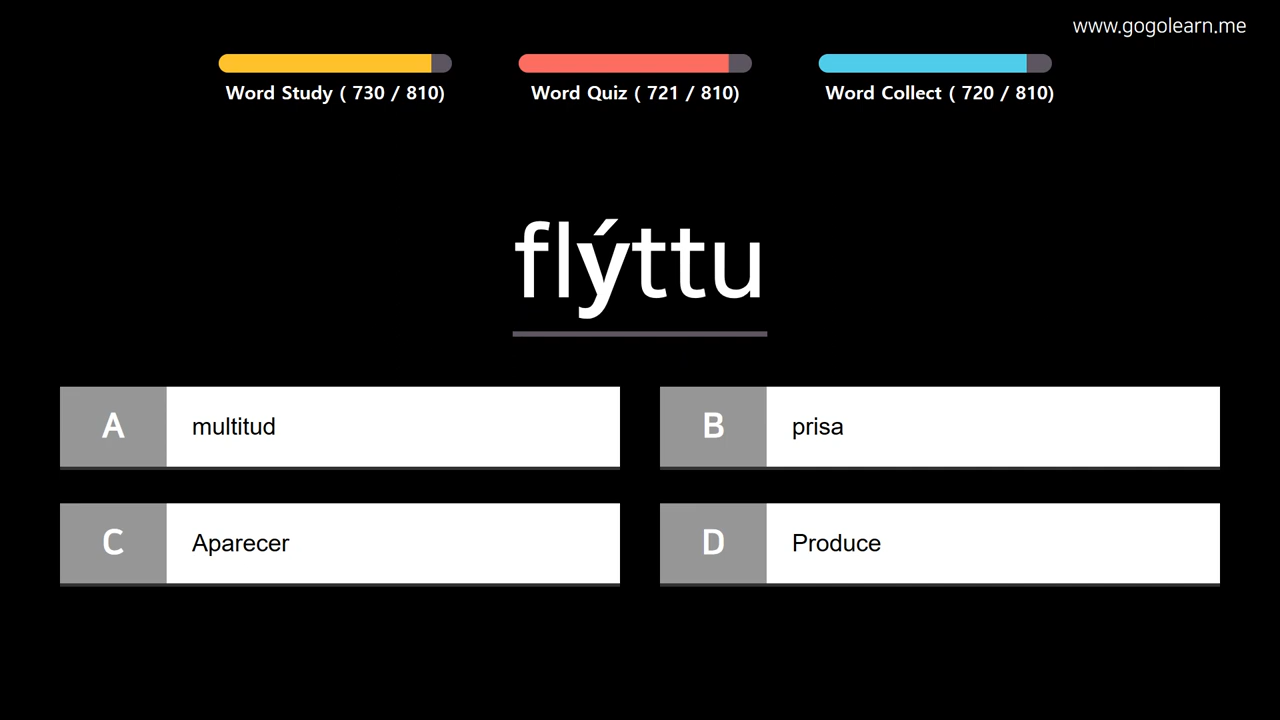 www.gogolearn.me
Word Study ( 730 / 810)
Word Quiz ( 721 / 810)
Word Collect ( 720 / 810)
flýttu
A multitud
B prisa
C Aparecer
D Produce